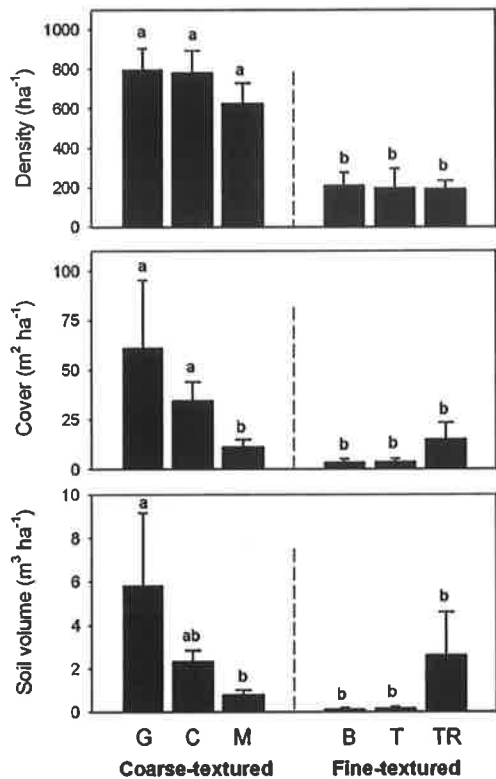 1000
800
600
400
200
0
Density (ha⁻¹)
a a a b b b
100
75
50
25
0
Cover (m² ha⁻¹)
a a b b b b
10
8
6
4
2
0
Soil volume (m³ ha⁻¹)
a ab b b b b
G C M B T TR
Coarse-textured Fine-textured